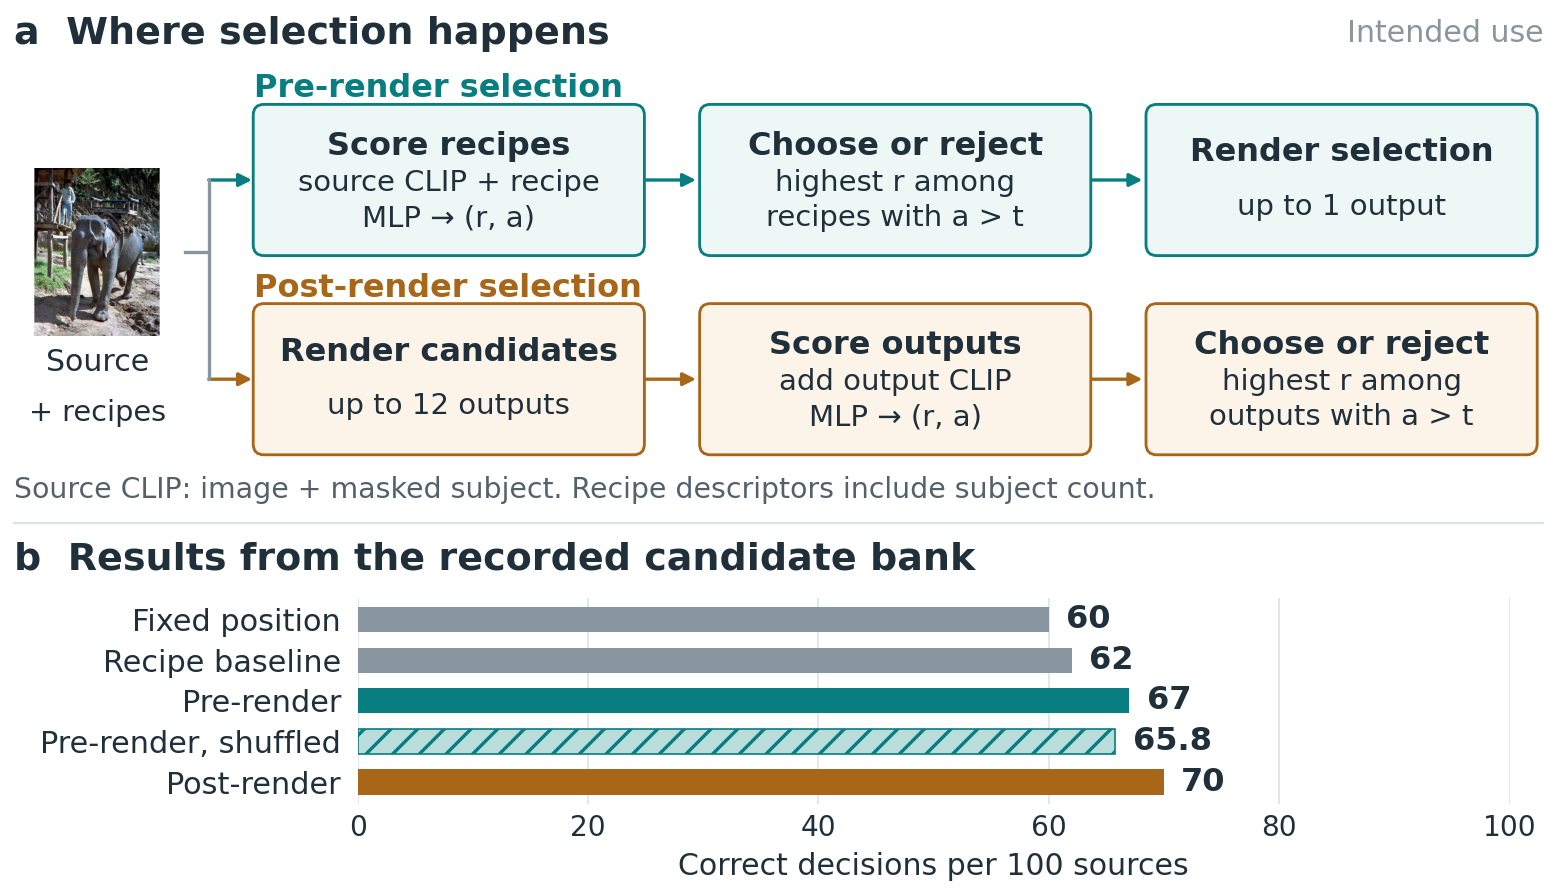 a Where selection happens
Intended use
Pre-render selection
Score recipes
source CLIP + recipe
MLP → (r, a)
Choose or reject
highest r among
recipes with a > t
Render selection
up to 1 output
Source
+ recipes
Post-render selection
Render candidates
up to 12 outputs
Score outputs
add output CLIP
MLP → (r, a)
Choose or reject
highest r among
outputs with a > t
Source CLIP: image + masked subject. Recipe descriptors include subject count.
b Results from the recorded candidate bank
Fixed position 60
Recipe baseline 62
Pre-render 67
Pre-render, shuffled 65.8
Post-render 70
0 20 40 60 80 100
Correct decisions per 100 sources